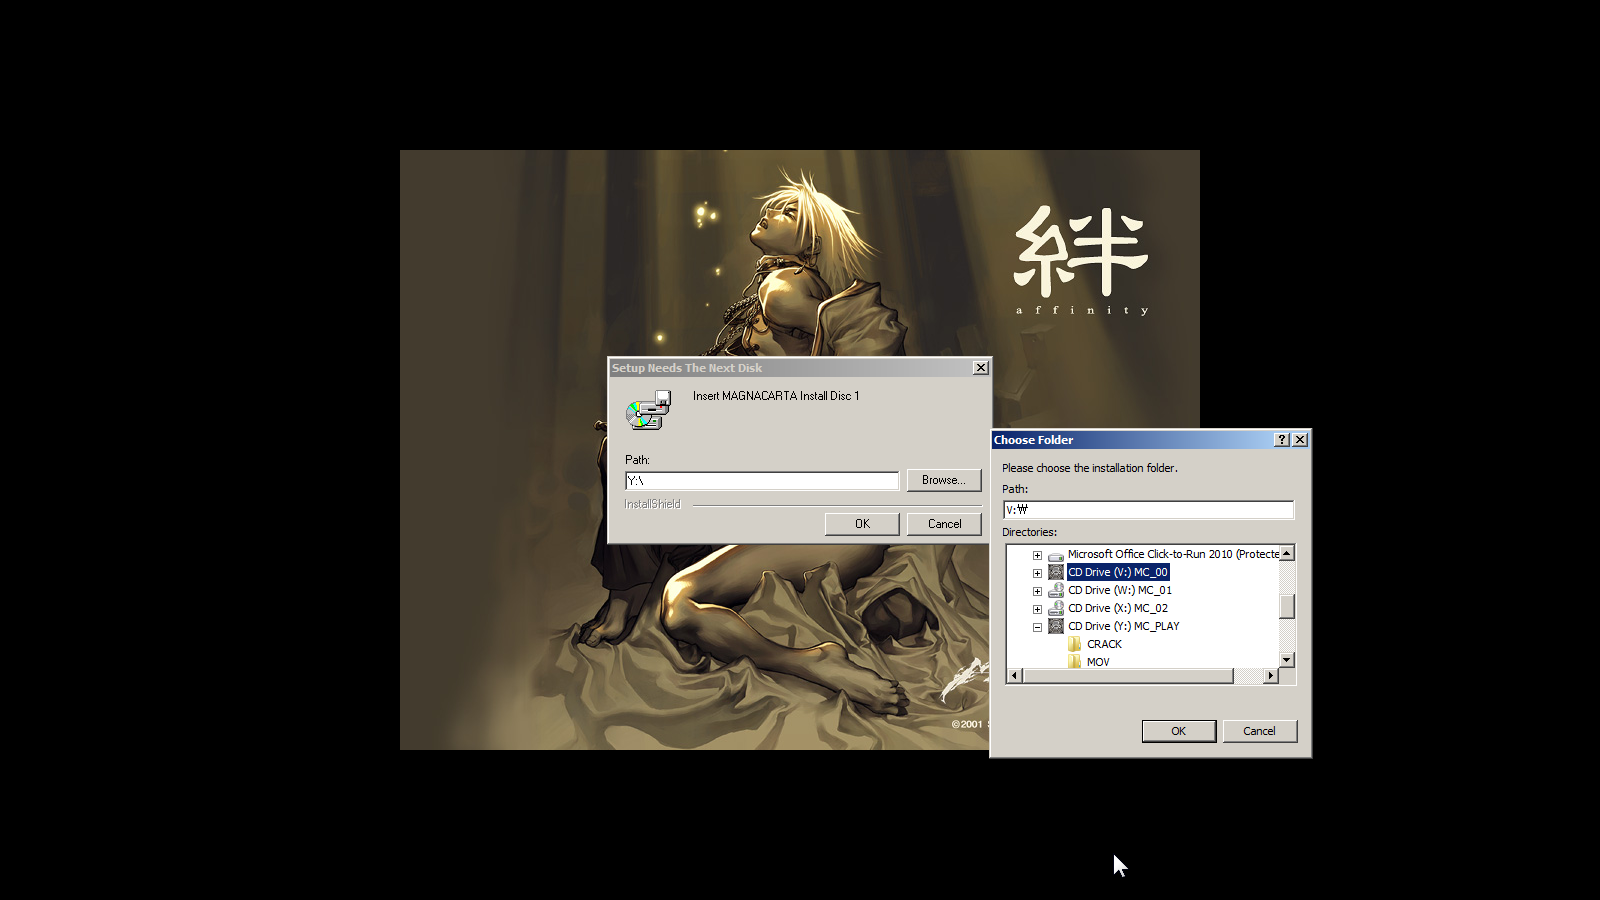 絆
affinity
Setup Needs The Next Disk
Insert MAGNACARTA Install Disc 1
Path:
Y:\
Browse...
InstallShield
OK
Cancel
©2001
Choose Folder
Please choose the installation folder.
Path:
V:₩
Directories:
Microsoft Office Click-to-Run 2010 (Protecte
CD Drive (V:) MC_00
CD Drive (W:) MC_01
CD Drive (X:) MC_02
CD Drive (Y:) MC_PLAY
CRACK
MOV
OK
Cancel